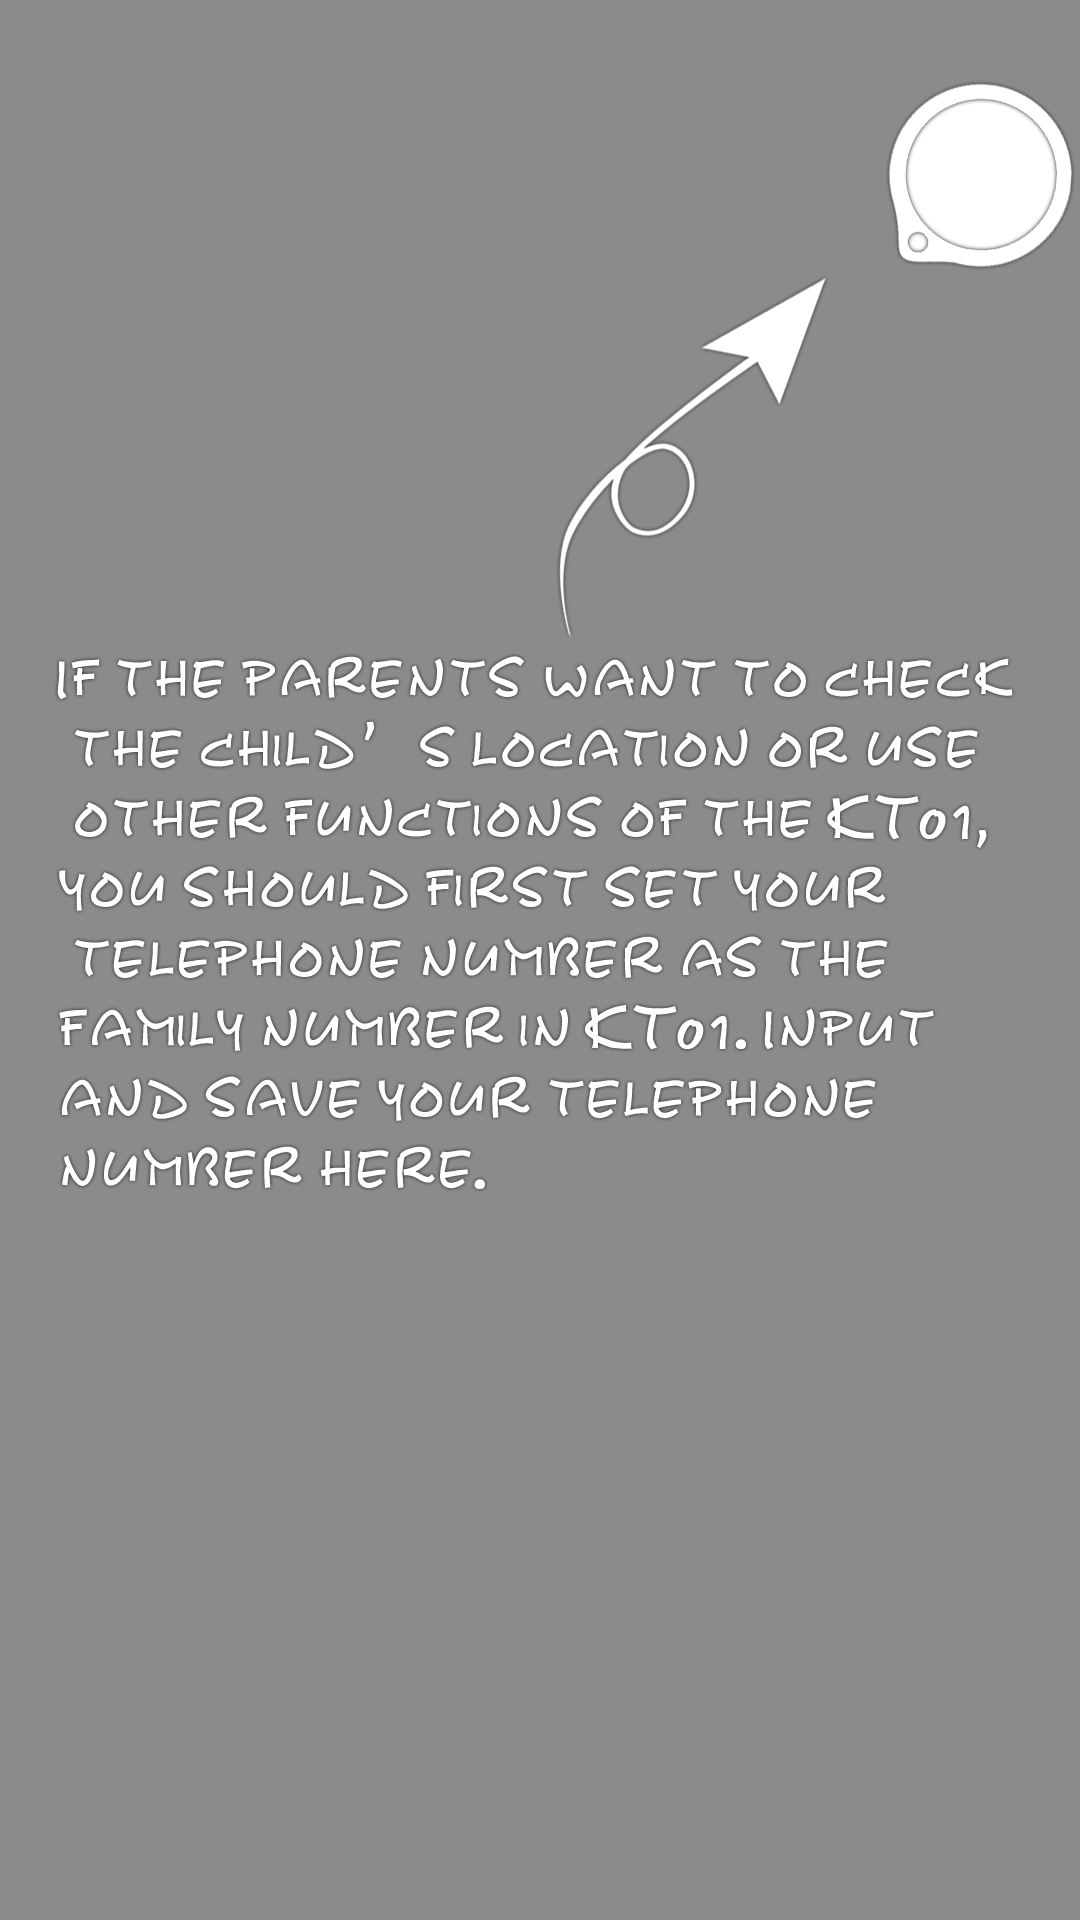 IF THE PARENTS WANT TO CHECK
THE CHILD’S LOCATION OR USE
OTHER FUNCTIONS OF THE KT01,
YOU SHOULD FIRST SET YOUR
TELEPHONE NUMBER AS THE
FAMILY NUMBER IN KT01. INPUT
AND SAVE YOUR TELEPHONE
NUMBER HERE.